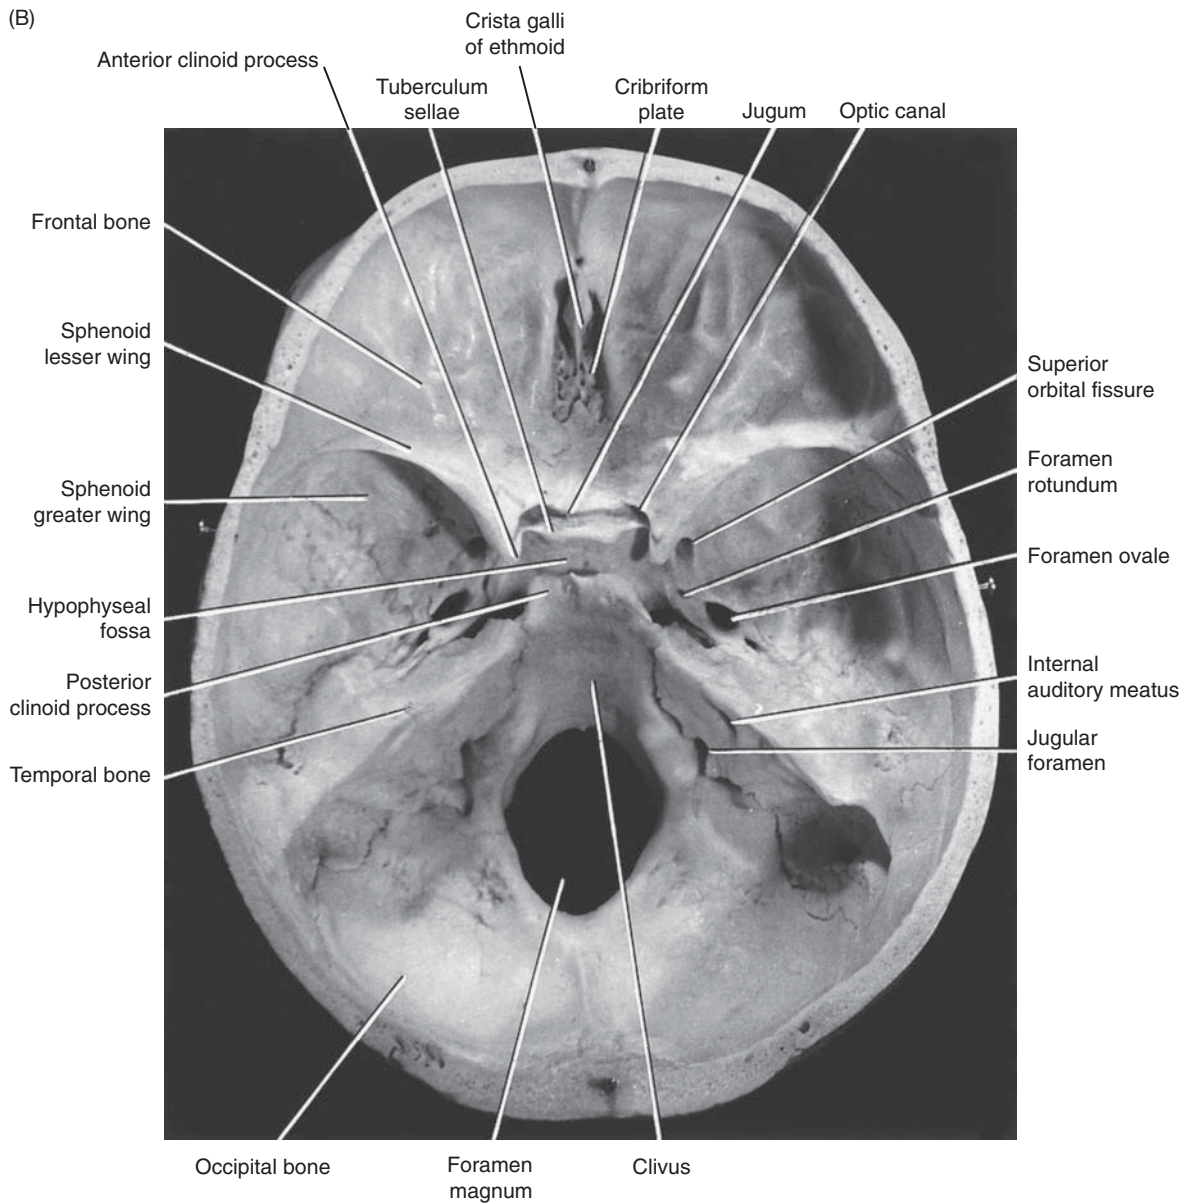 (B)
Crista galli
of ethmoid
Anterior clinoid process
Tuberculum
sellae
Cribriform
plate
Jugum
Optic canal
Frontal bone
Sphenoid
lesser wing
Superior
orbital fissure
Foramen
rotundum
Sphenoid
greater wing
Foramen ovale
Hypophyseal
fossa
Internal
auditory meatus
Posterior
clinoid process
Jugular
foramen
Temporal bone
Occipital bone
Foramen
magnum
Clivus